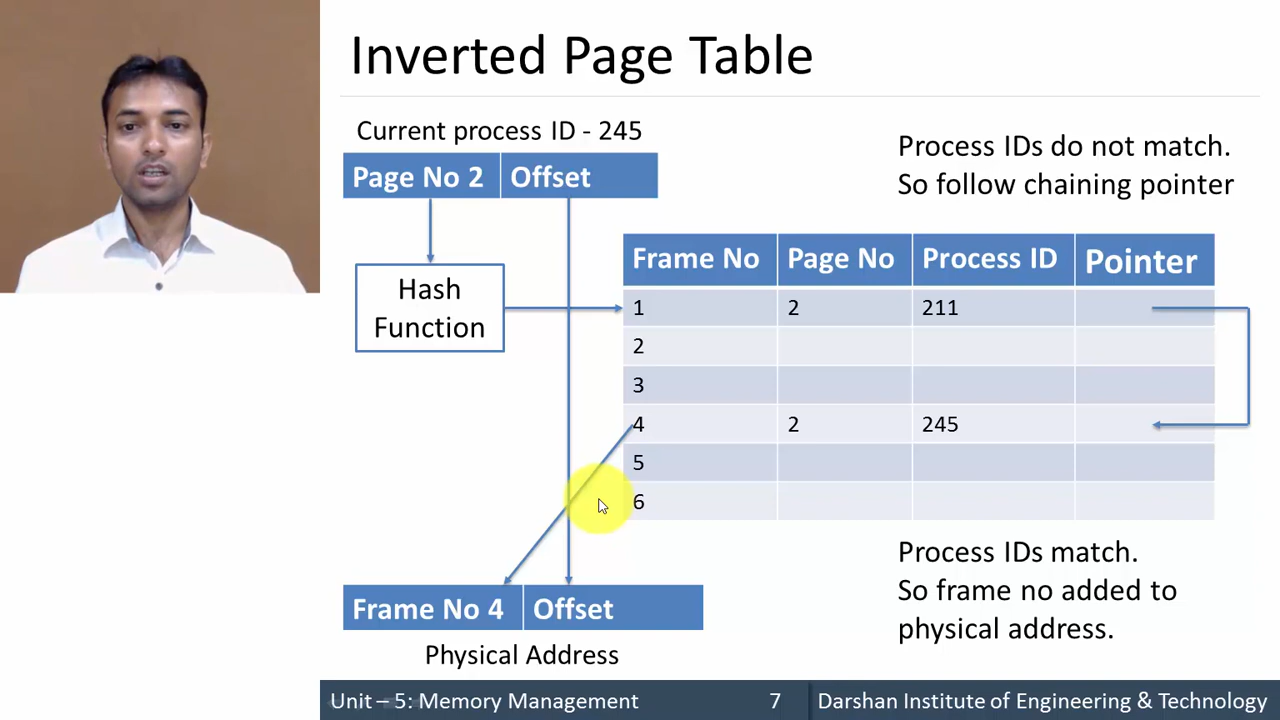 Inverted Page Table
Current process ID - 245
Page No 2 Offset
Process IDs do not match.
So follow chaining pointer
Hash
Function
Frame No Page No Process ID Pointer
1 2 211
2
3
4 2 245
5
6
Process IDs match.
So frame no added to
physical address.
Frame No 4 Offset
Physical Address
Unit – 5: Memory Management 7 Darshan Institute of Engineering & Technology